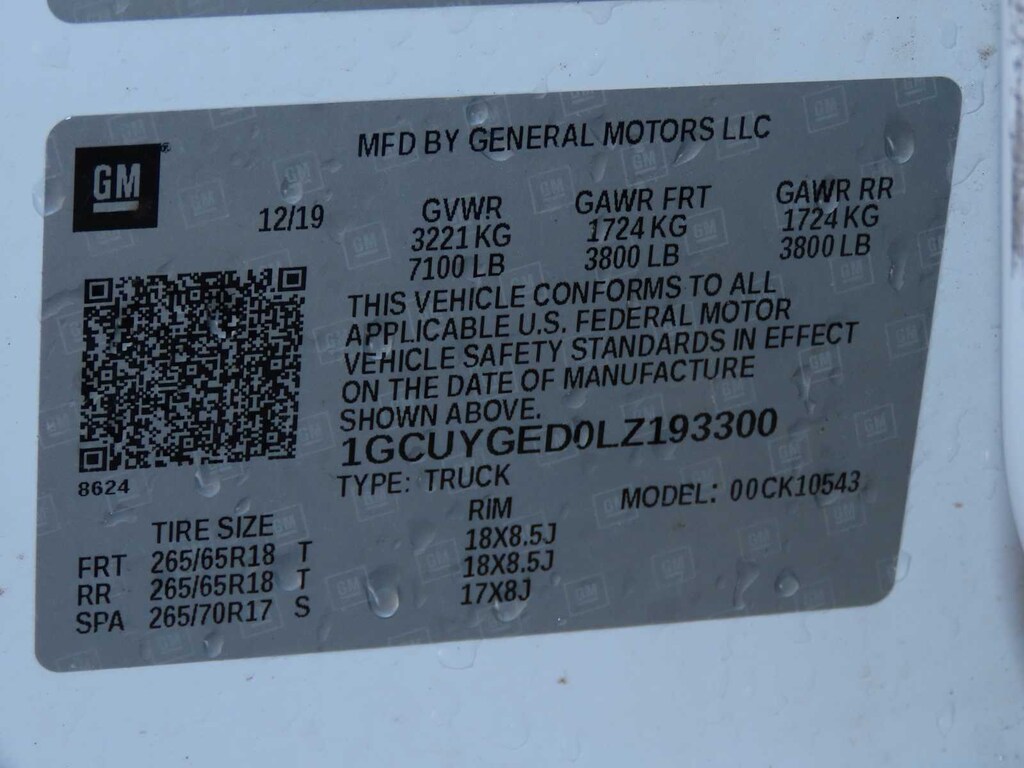 GM
MFD BY GENERAL MOTORS LLC
12/19
GVWR GAWR FRT GAWR RR
3221 KG 1724 KG 1724 KG
7100 LB 3800 LB 3800 LB
THIS VEHICLE CONFORMS TO ALL
APPLICABLE U.S. FEDERAL MOTOR
VEHICLE SAFETY STANDARDS IN EFFECT
ON THE DATE OF MANUFACTURE
SHOWN ABOVE.
1GCUYGED0LZ193300
8624
TYPE: TRUCK MODEL: 00CK10543
TIRE SIZE RIM
FRT 265/65R18 T 18X8.5J
RR 265/65R18 T 18X8.5J
SPA 265/70R17 S 17X8J